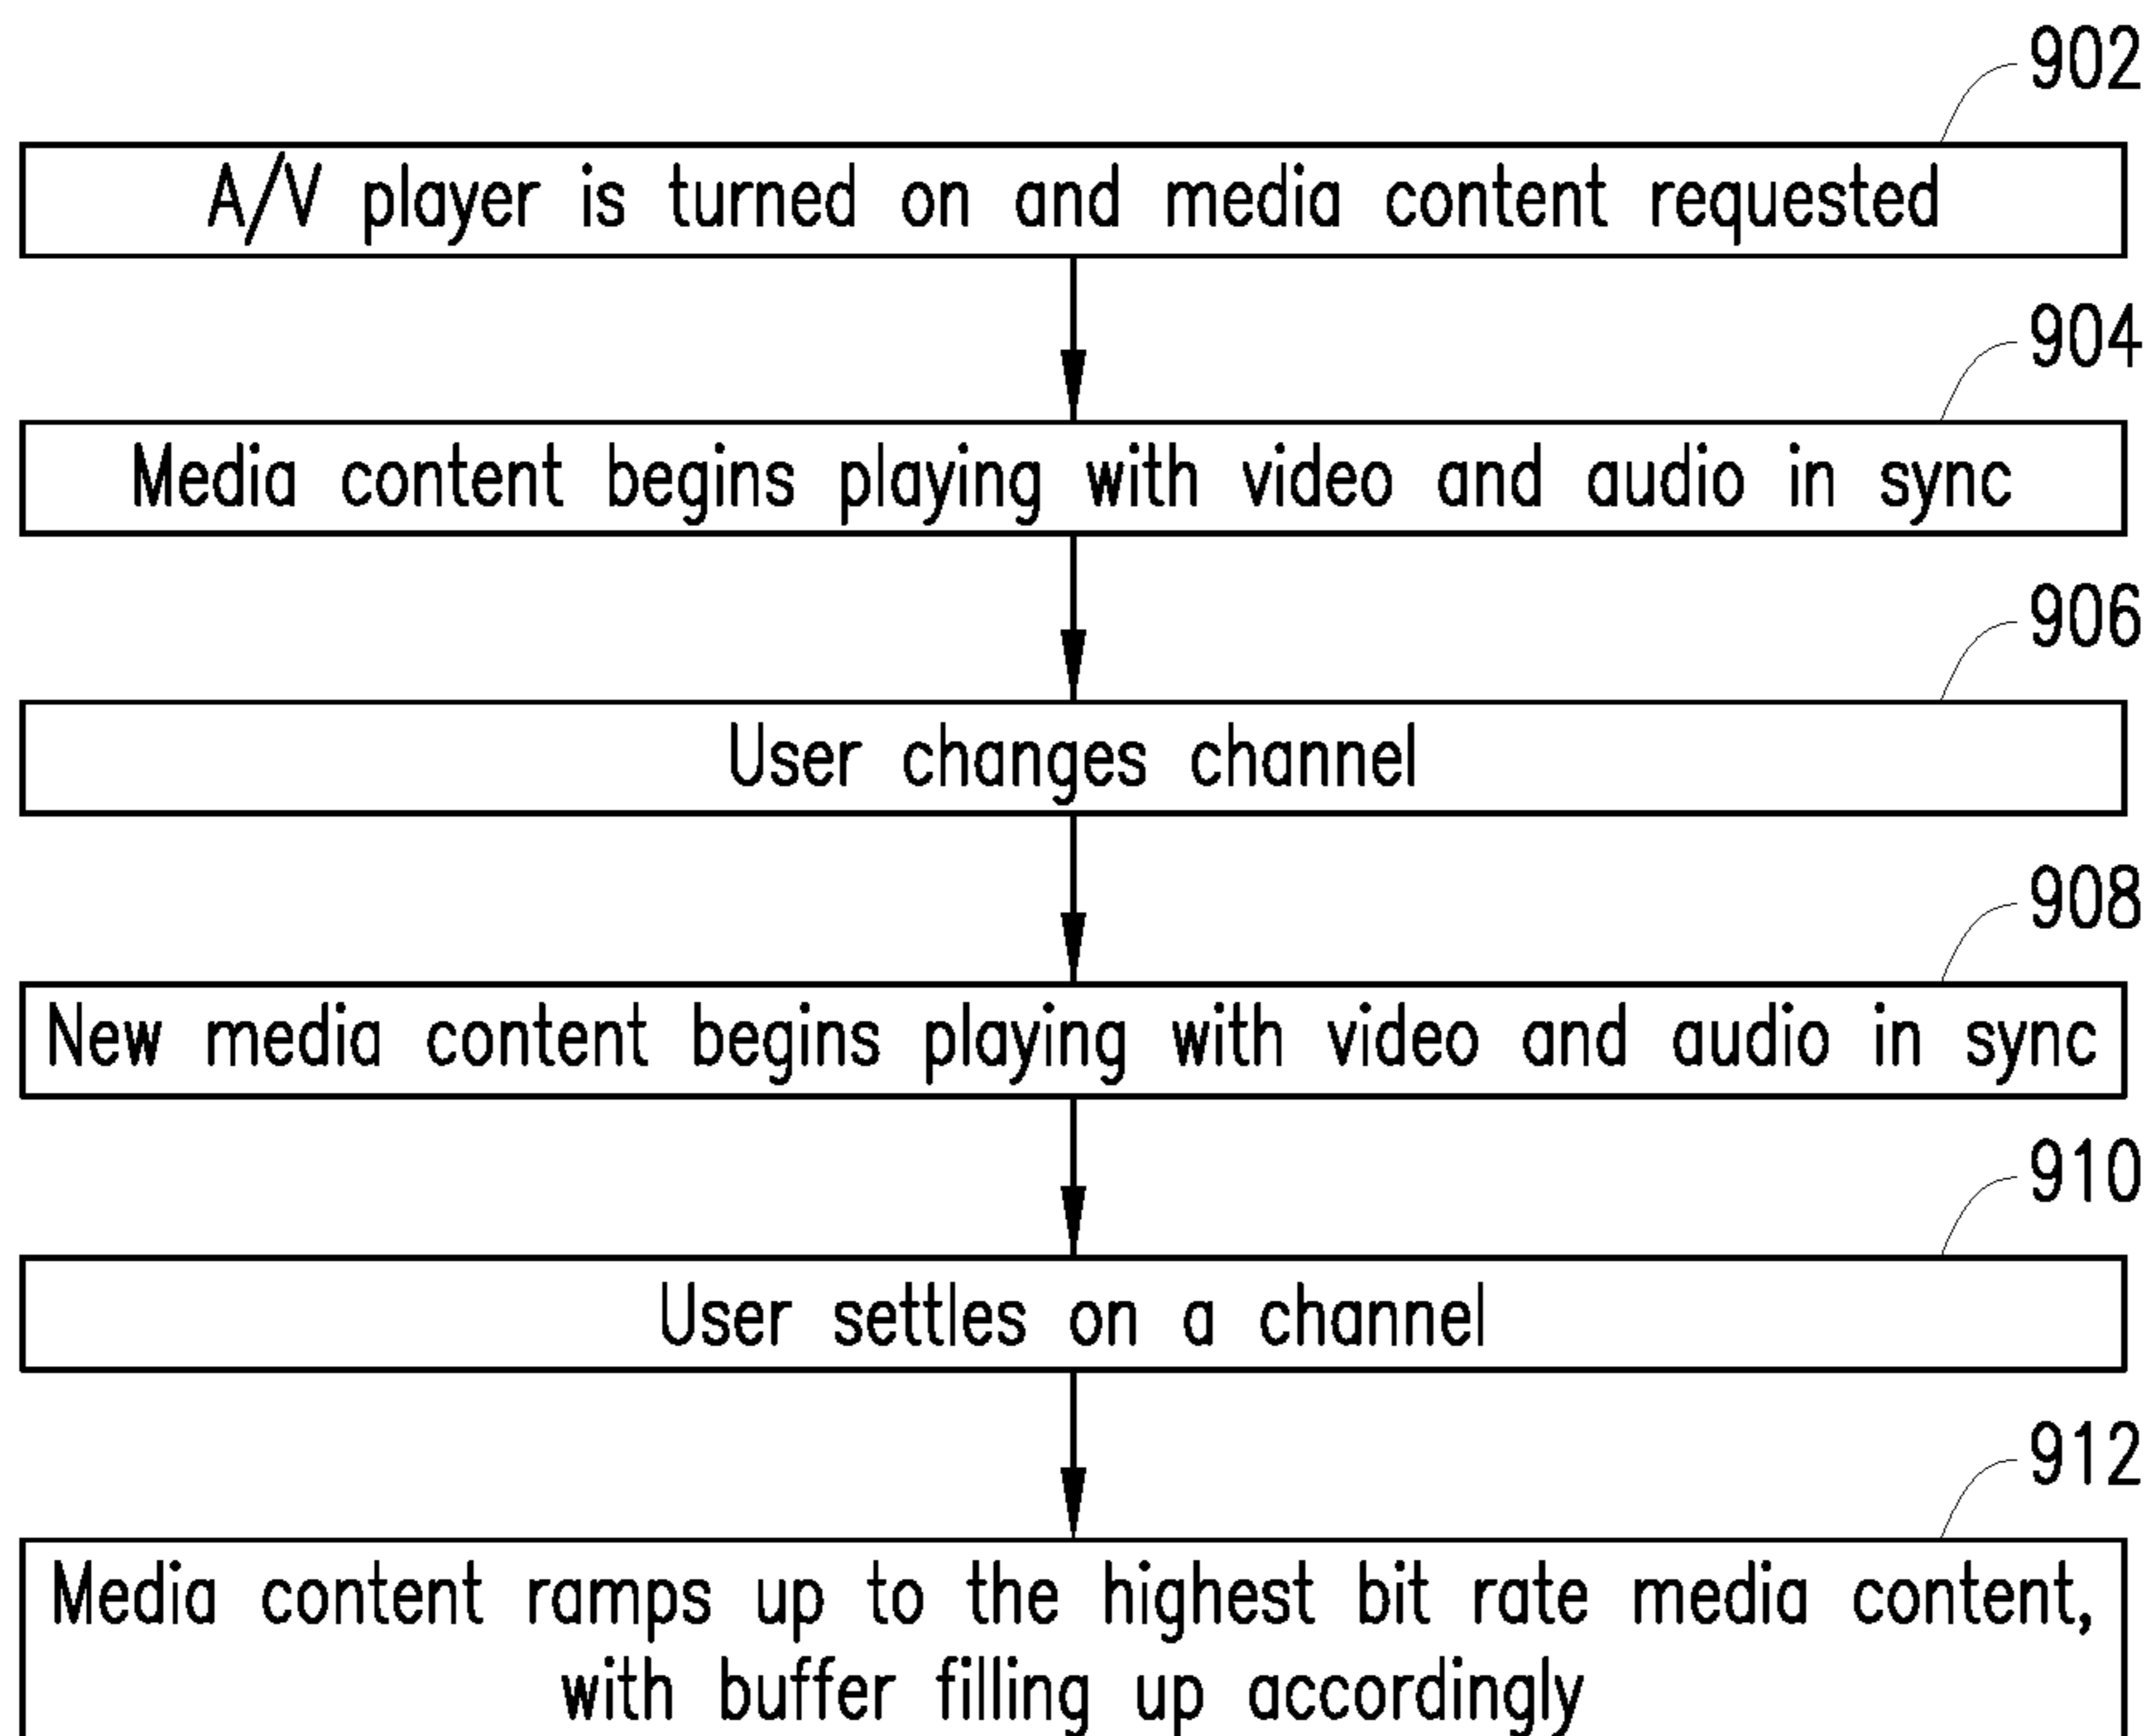 902
A/V player is turned on and media content requested
904
Media content begins playing with video and audio in sync
906
User changes channel
908
New media content begins playing with video and audio in sync
910
User settles on a channel
912
Media content ramps up to the highest bit rate media content,
with buffer filling up accordingly